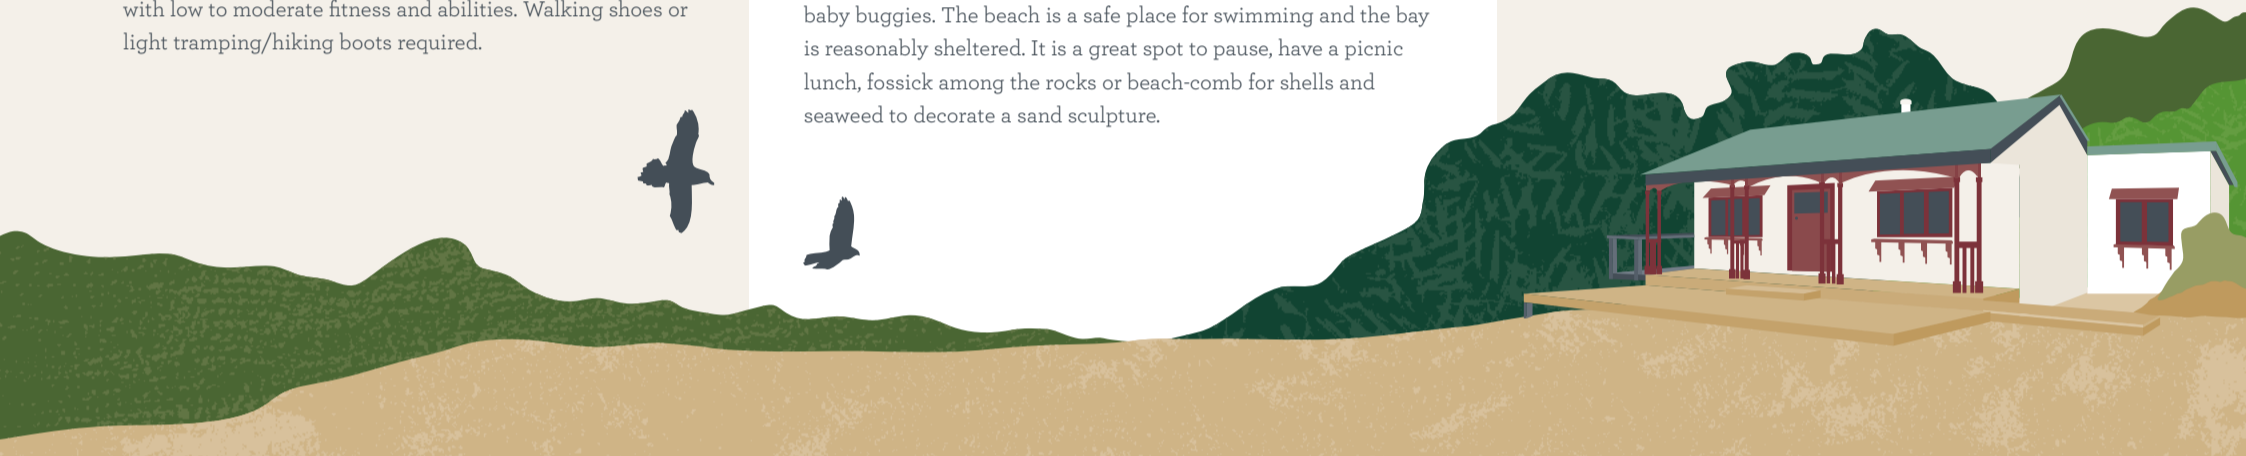 with low to moderate fitness and abilities. Walking shoes or
light tramping/hiking boots required.
baby buggies. The beach is a safe place for swimming and the bay
is reasonably sheltered. It is a great spot to pause, have a picnic
lunch, fossick among the rocks or beach-comb for shells and
seaweed to decorate a sand sculpture.